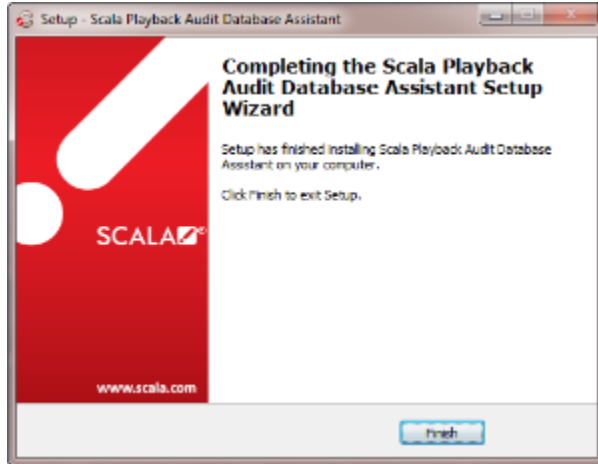 Setup - Scala Playback Audit Database Assistant
Completing the Scala Playback
Audit Database Assistant Setup
Wizard
Setup has finished installing Scala Playback Audit Database
Assistant on your computer.
Click Finish to exit Setup.
SCALA®
www.scala.com
Finish